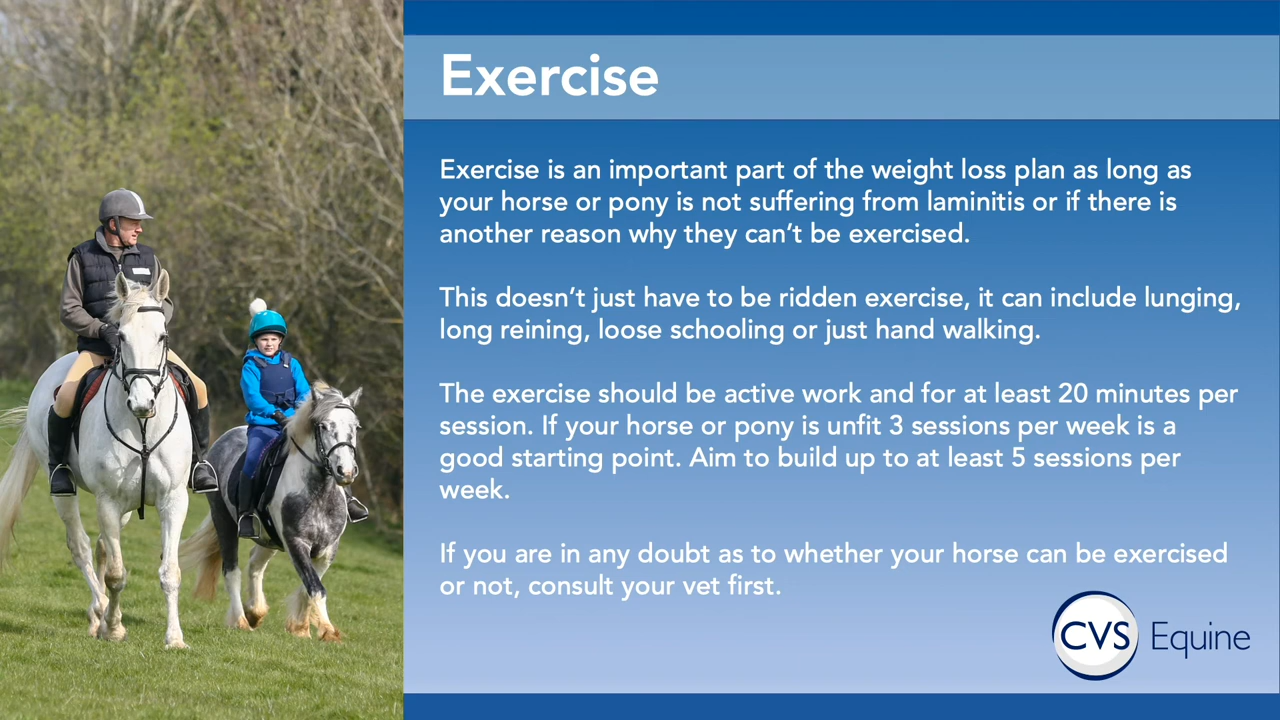 Exercise
Exercise is an important part of the weight loss plan as long as
your horse or pony is not suffering from laminitis or if there is
another reason why they can't be exercised.
This doesn't just have to be ridden exercise, it can include lunging,
long reining, loose schooling or just hand walking.
The exercise should be active work and for at least 20 minutes per
session. If your horse or pony is unfit 3 sessions per week is a
good starting point. Aim to build up to at least 5 sessions per
week.
If you are in any doubt as to whether your horse can be exercised
or not, consult your vet first.
CVS Equine